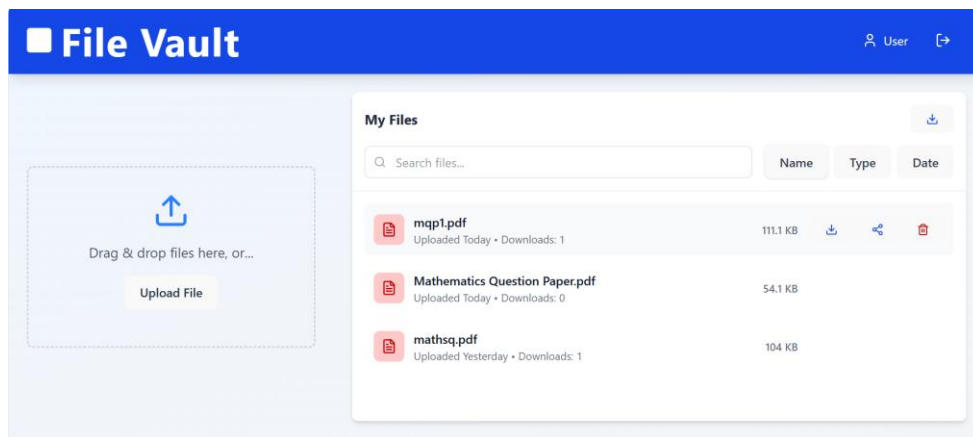 File Vault
User
Drag & drop files here, or...
Upload File
My Files
Search files...
Name Type Date
mqp1.pdf
Uploaded Today • Downloads: 1
111.1 KB
Mathematics Question Paper.pdf
Uploaded Today • Downloads: 0
54.1 KB
mathsq.pdf
Uploaded Yesterday • Downloads: 1
104 KB